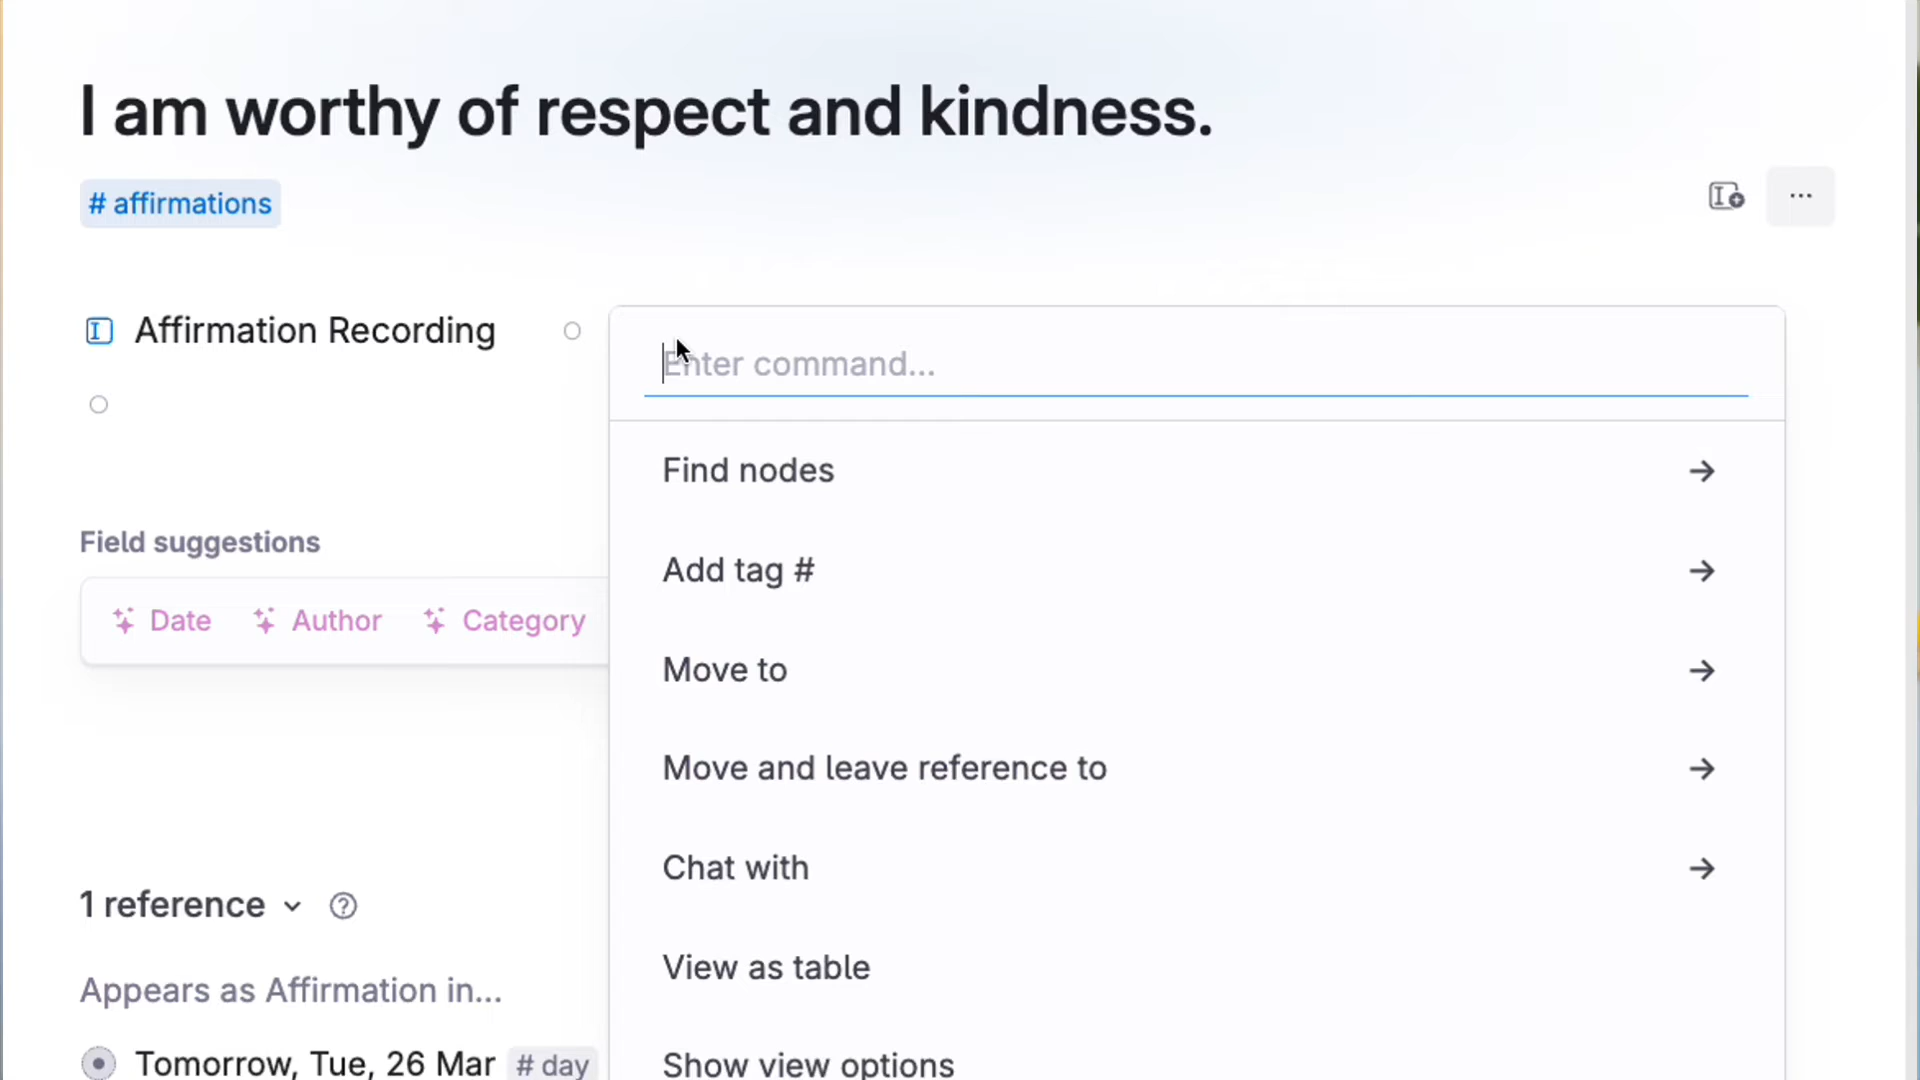 I am worthy of respect and kindness.
# affirmations
Affirmation Recording
Enter command...
Find nodes
Add tag #
Move to
Move and leave reference to
Chat with
View as table
Show view options
Field suggestions
Date Author Category
1 reference
Appears as Affirmation in...
Tomorrow, Tue, 26 Mar # day